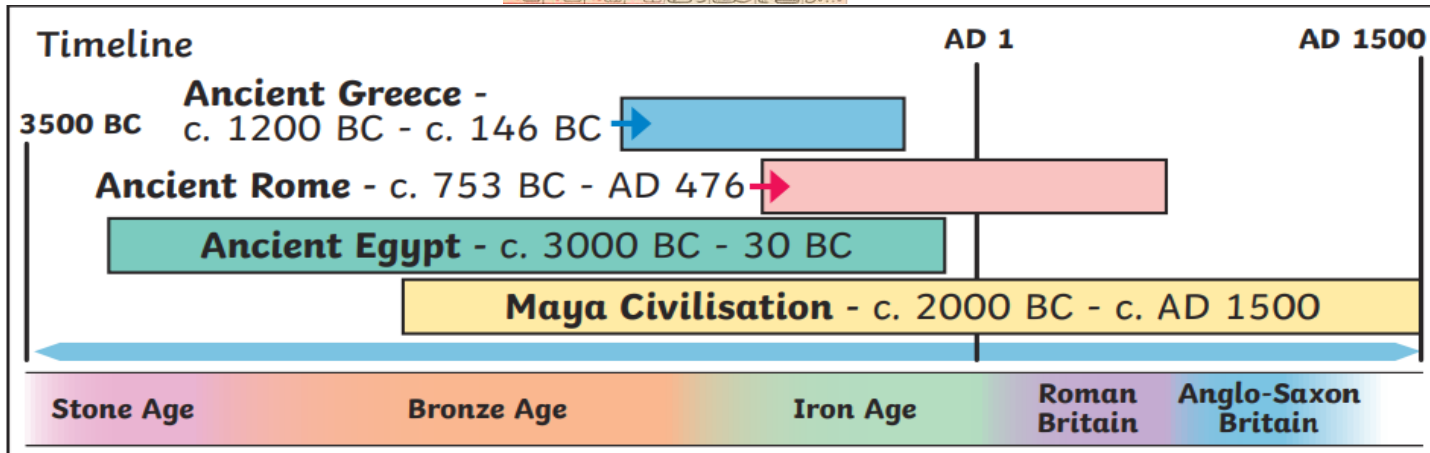 Timeline
AD 1
AD 1500
3500 BC
Ancient Greece -
c. 1200 BC - c. 146 BC
Ancient Rome - c. 753 BC - AD 476
Ancient Egypt - c. 3000 BC - 30 BC
Maya Civilisation - c. 2000 BC - c. AD 1500
Stone Age
Bronze Age
Iron Age
Roman
Britain
Anglo-Saxon
Britain